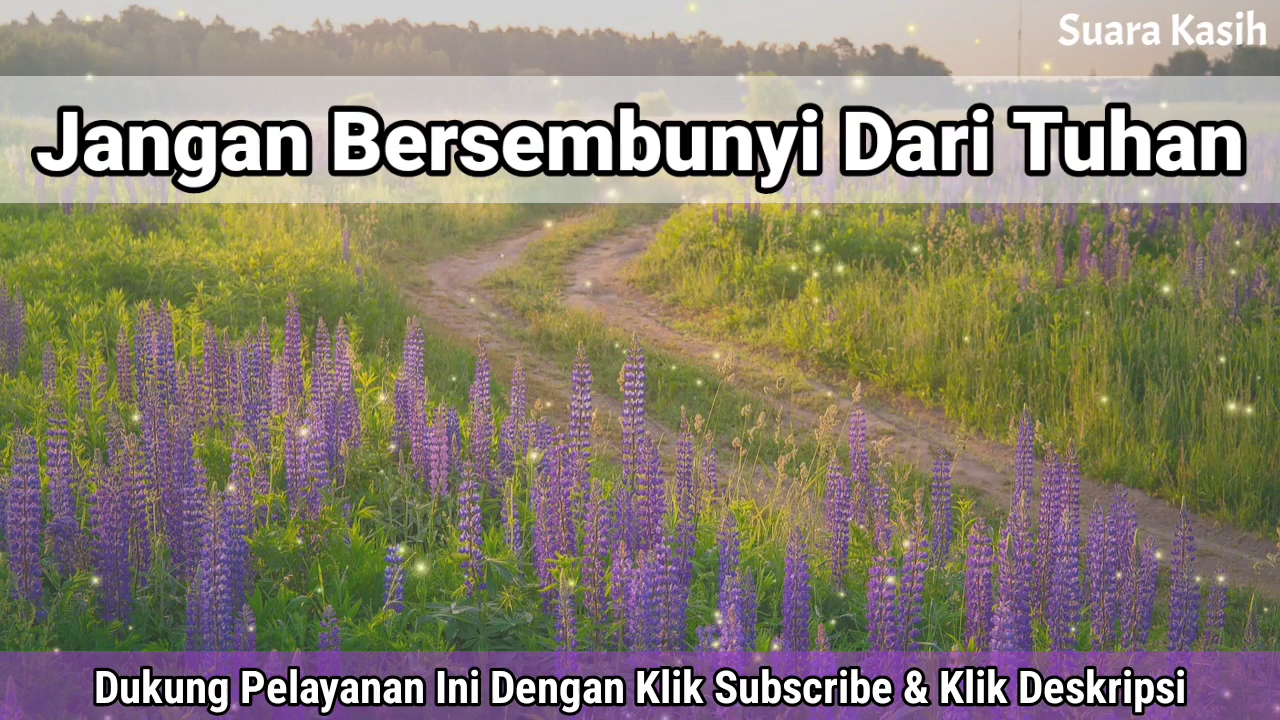 Suara Kasih
Jangan Bersembunyi Dari Tuhan
Dukung Pelayanan Ini Dengan Klik Subscribe & Klik Deskripsi